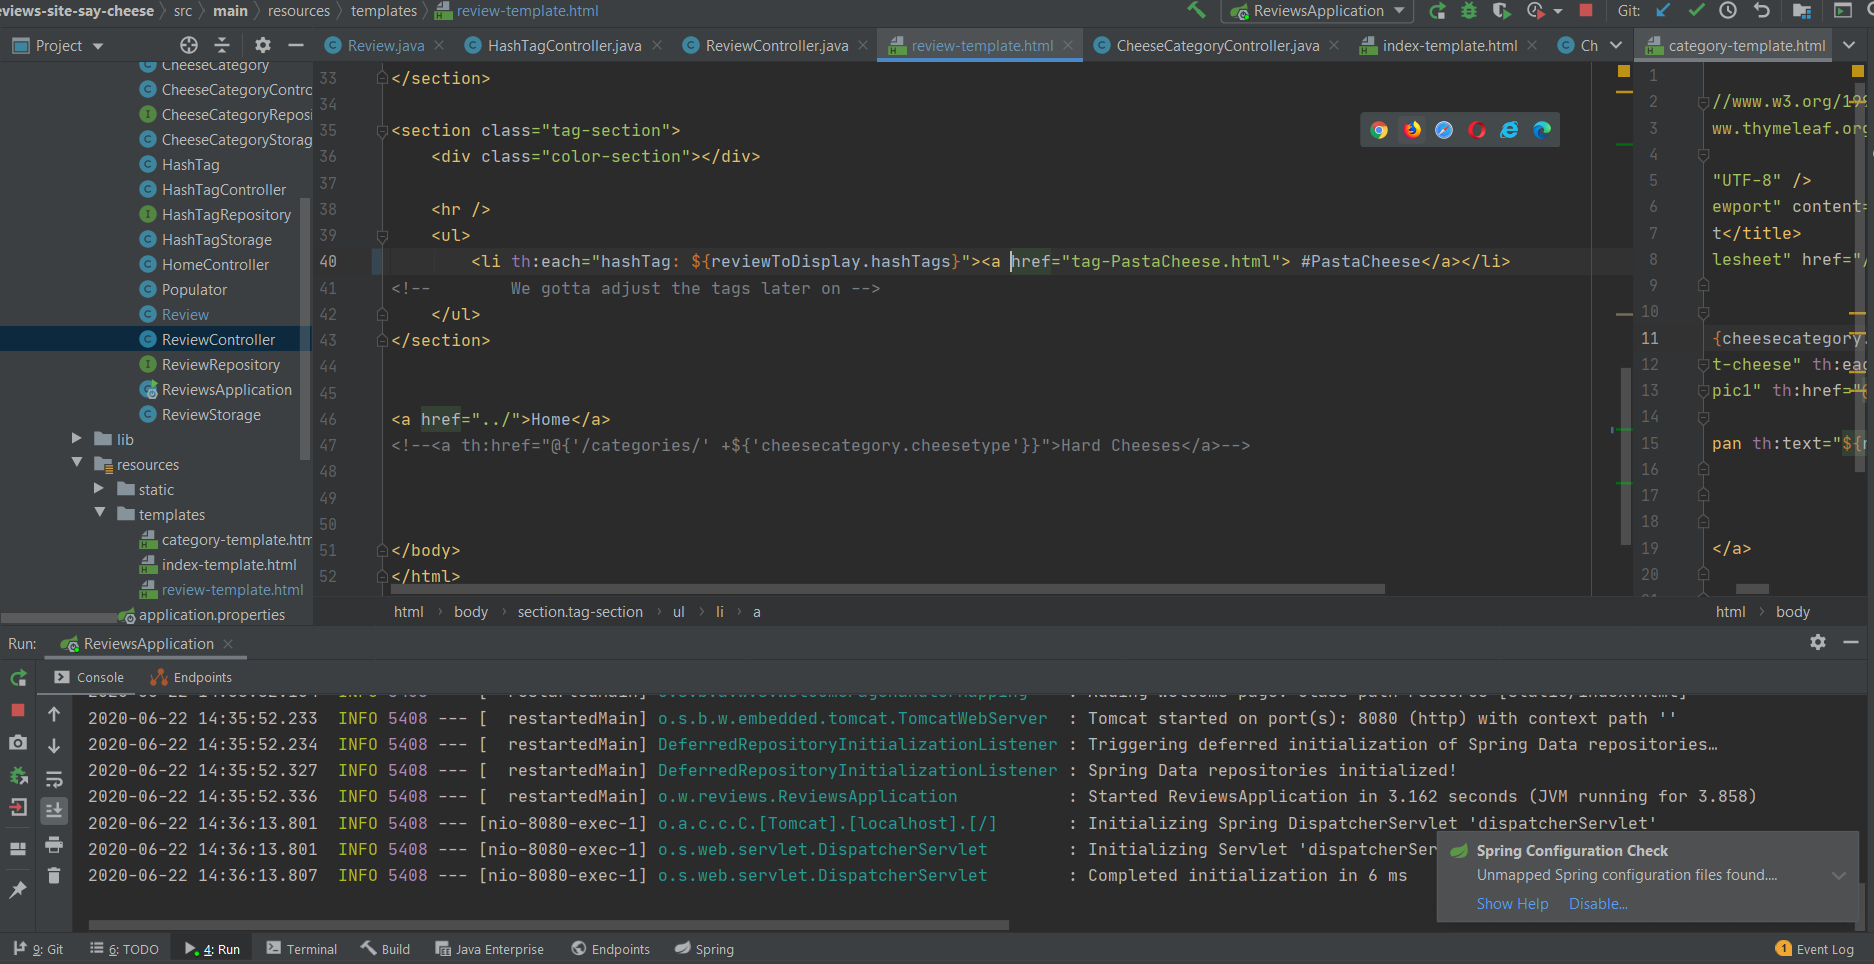 eviews-site-say-cheese > src > main > resources > templates > review-template.html
ReviewsApplication
Git:
Project
Review.java
HashTagController.java
ReviewController.java
review-template.html
CheeseCategoryController.java
index-template.html
Ch
category-template.html
CheeseCategory
CheeseCategoryContro
CheeseCategoryReposi
CheeseCategoryStorag
HashTag
HashTagController
HashTagRepository
HashTagStorage
HomeController
Populator
Review
ReviewController
ReviewRepository
ReviewsApplication
ReviewStorage
lib
resources
static
templates
category-template.htm
index-template.html
review-template.html
application.properties
33 </section>
34
35 <section class="tag-section">
36 <div class="color-section"></div>
37
38 <hr />
39 <ul>
40 <li th:each="hashTag: ${reviewToDisplay.hashTags}"><a href="tag-PastaCheese.html"> #PastaCheese</a></li>
41 <!-- We gotta adjust the tags later on -->
42 </ul>
43 </section>
44
45
46 <a href="../">Home</a>
47 <!--<a th:href="@{'/categories/' +${'cheesecategory.cheesetype'}}">Hard Cheeses</a>-->
48
49
50
51 </body>
52 </html>
html > body > section.tag-section > ul > li > a
1
2 //www.w3.org/199
3 ww.thymeleaf.org
4
5 "UTF-8" />
6 ewport" content=
7 t</title>
8 lesheet" href="/
9
10
11 {cheesecategory.
12 t-cheese" th:eac
13 pic1" th:href="
14
15 pan th:text="${r
16
17
18
19 </a>
20
html > body
Run: ReviewsApplication
Console
Endpoints
2020-06-22 14:35:52.233 INFO 5408 --- [ restartedMain] o.s.b.w.embedded.tomcat.TomcatWebServer : Tomcat started on port(s): 8080 (http) with context path ''
2020-06-22 14:35:52.234 INFO 5408 --- [ restartedMain] DeferredRepositoryInitializationListener : Triggering deferred initialization of Spring Data repositories…
2020-06-22 14:35:52.327 INFO 5408 --- [ restartedMain] DeferredRepositoryInitializationListener : Spring Data repositories initialized!
2020-06-22 14:35:52.336 INFO 5408 --- [ restartedMain] o.w.reviews.ReviewsApplication : Started ReviewsApplication in 3.162 seconds (JVM running for 3.858)
2020-06-22 14:36:13.801 INFO 5408 --- [nio-8080-exec-1] o.a.c.c.C.[Tomcat].[localhost].[/] : Initializing Spring DispatcherServlet 'dispatcherServlet'
2020-06-22 14:36:13.801 INFO 5408 --- [nio-8080-exec-1] o.s.web.servlet.DispatcherServlet : Initializing Servlet 'dispatcherSer
2020-06-22 14:36:13.807 INFO 5408 --- [nio-8080-exec-1] o.s.web.servlet.DispatcherServlet : Completed initialization in 6 ms
Spring Configuration Check
Unmapped Spring configuration files found....
Show Help Disable...
9: Git
6: TODO
4: Run
Terminal
Build
Java Enterprise
Endpoints
Spring
1 Event Log